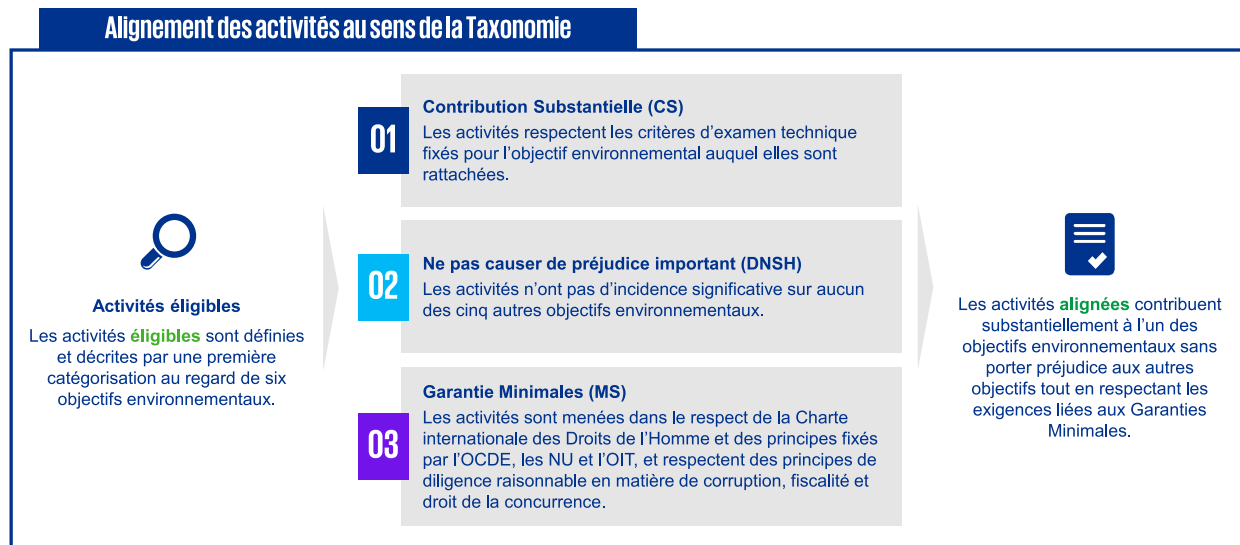 Alignement des activités au sens de la Taxonomie
Activités éligibles
Les activités éligibles sont définies
et décrites par une première
catégorisation au regard de six
objectifs environnementaux.
01
Contribution Substantielle (CS)
Les activités respectent les critères d'examen technique
fixés pour l'objectif environnemental auquel elles sont
rattachées.
02
Ne pas causer de préjudice important (DNSH)
Les activités n'ont pas d'incidence significative sur aucun
des cinq autres objectifs environnementaux.
03
Garantie Minimales (MS)
Les activités sont menées dans le respect de la Charte
internationale des Droits de l'Homme et des principes fixés
par l'OCDE, les NU et l'OIT, et respectent des principes de
diligence raisonnable en matière de corruption, fiscalité et
droit de la concurrence.
Les activités alignées contribuent
substantiellement à l'un des
objectifs environnementaux sans
porter préjudice aux autres
objectifs tout en respectant les
exigences liées aux Garanties
Minimales.